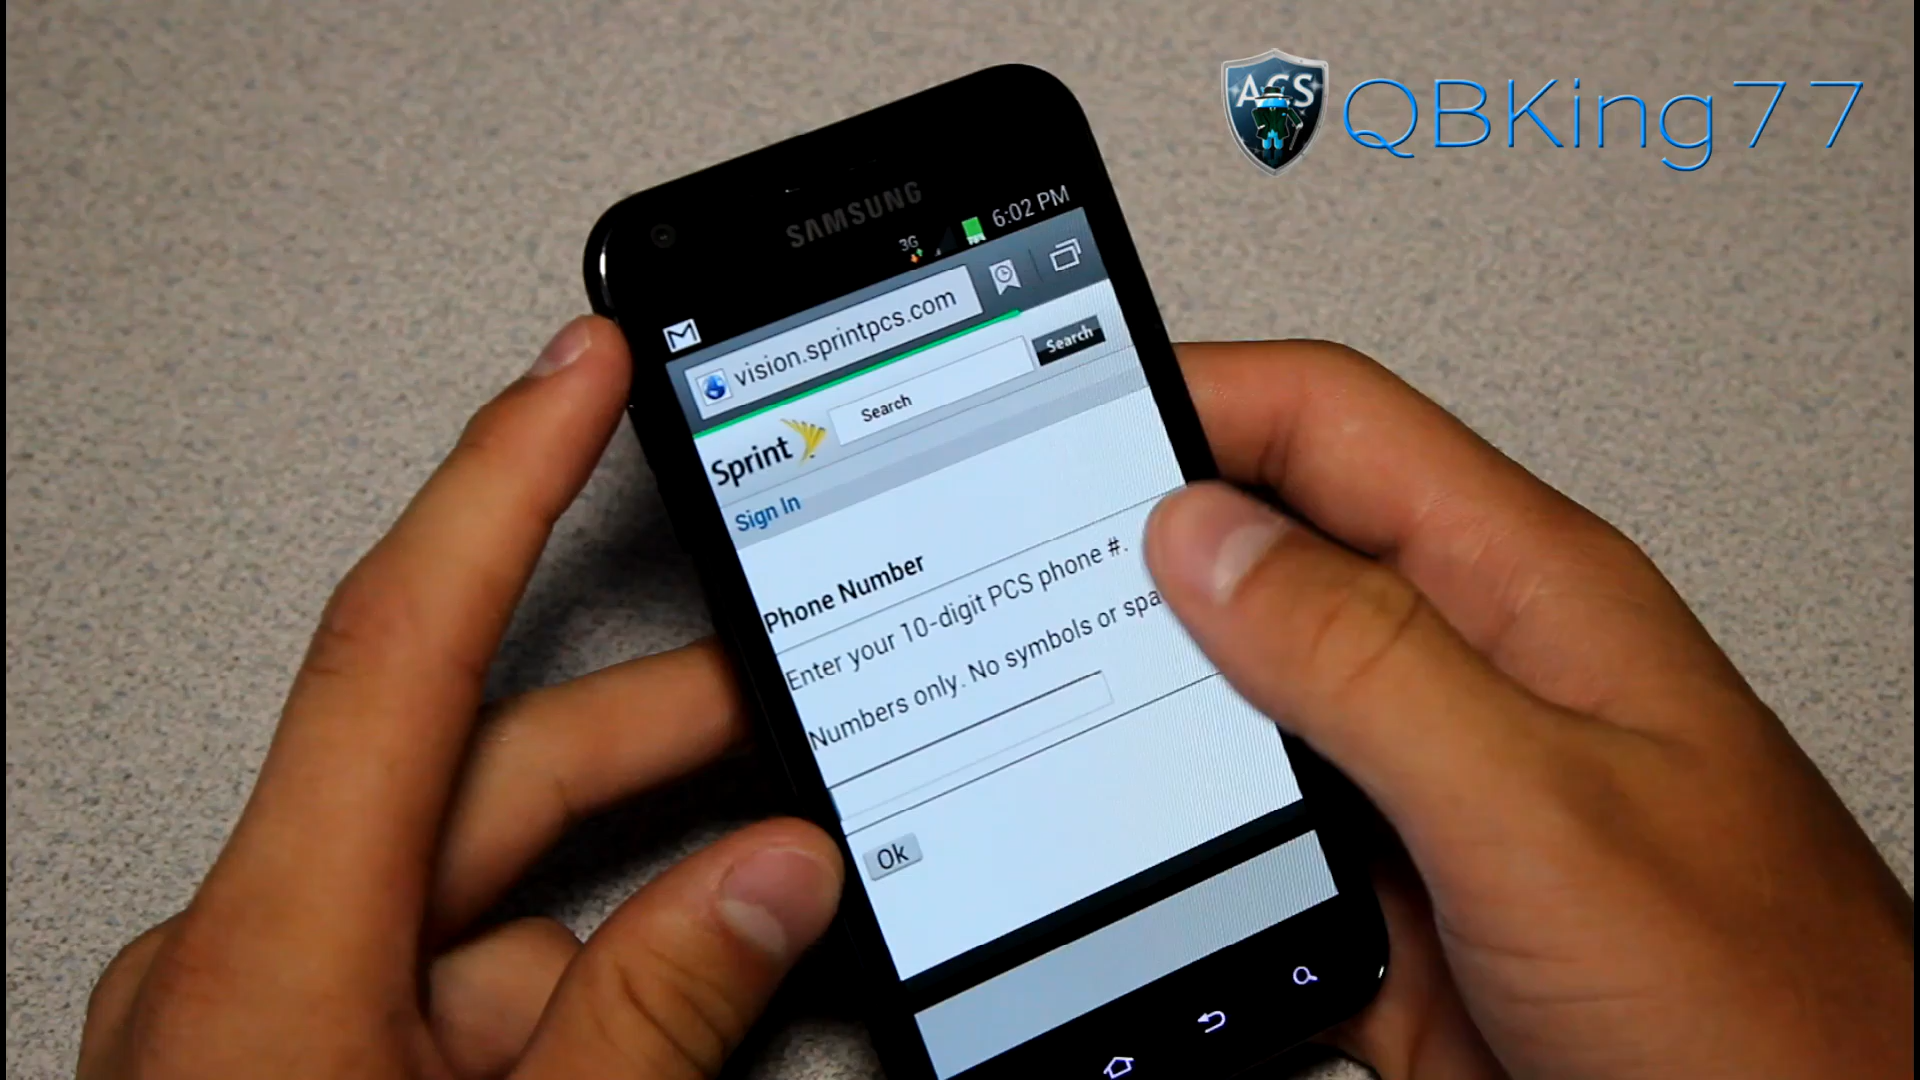 ACS QBKing77
SAMSUNG
3G 6:02 PM
vision.sprintpcs.com
Search
Search
Sprint
Sign In
Phone Number
Enter your 10-digit PCS phone #.
Numbers only. No symbols or spa
Ok